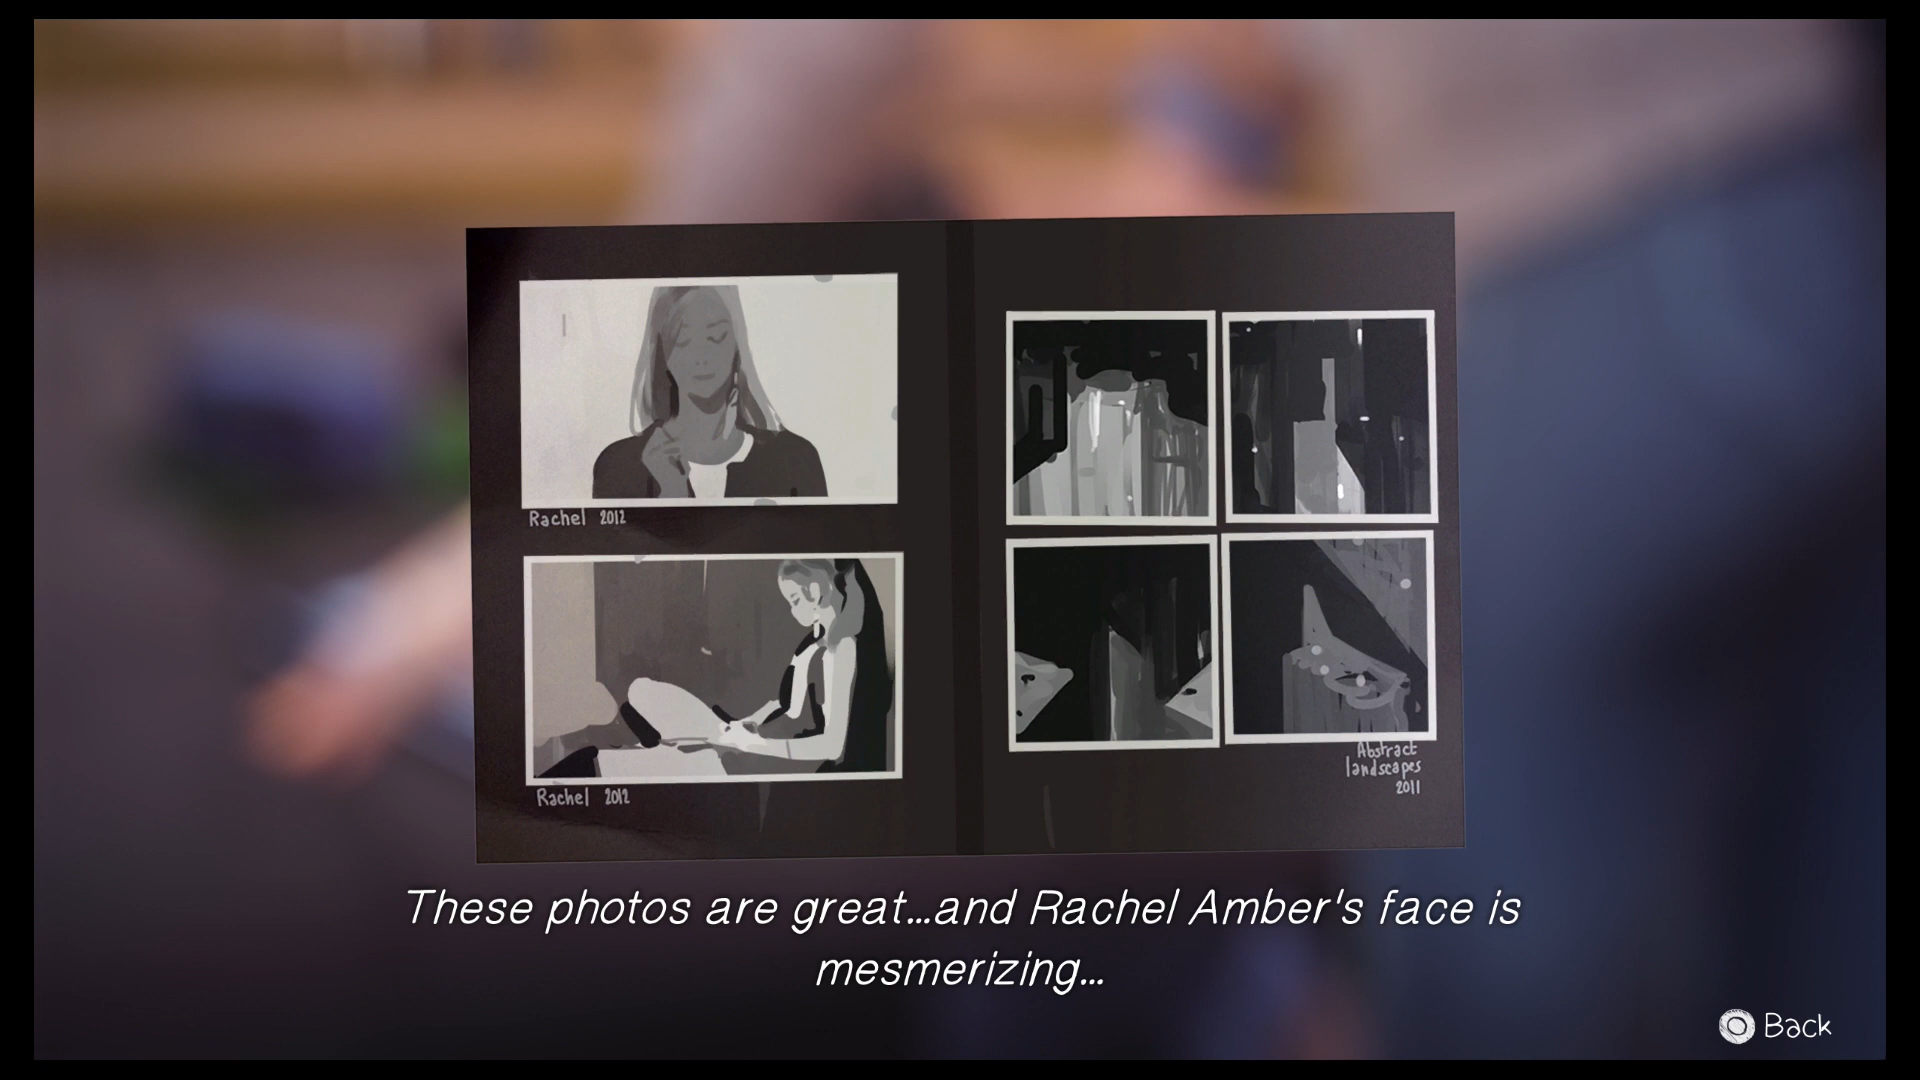 Rachel 2012
Rachel 2012
Abstract
landscapes
2011
These photos are great...and Rachel Amber's face is
mesmerizing...
Back